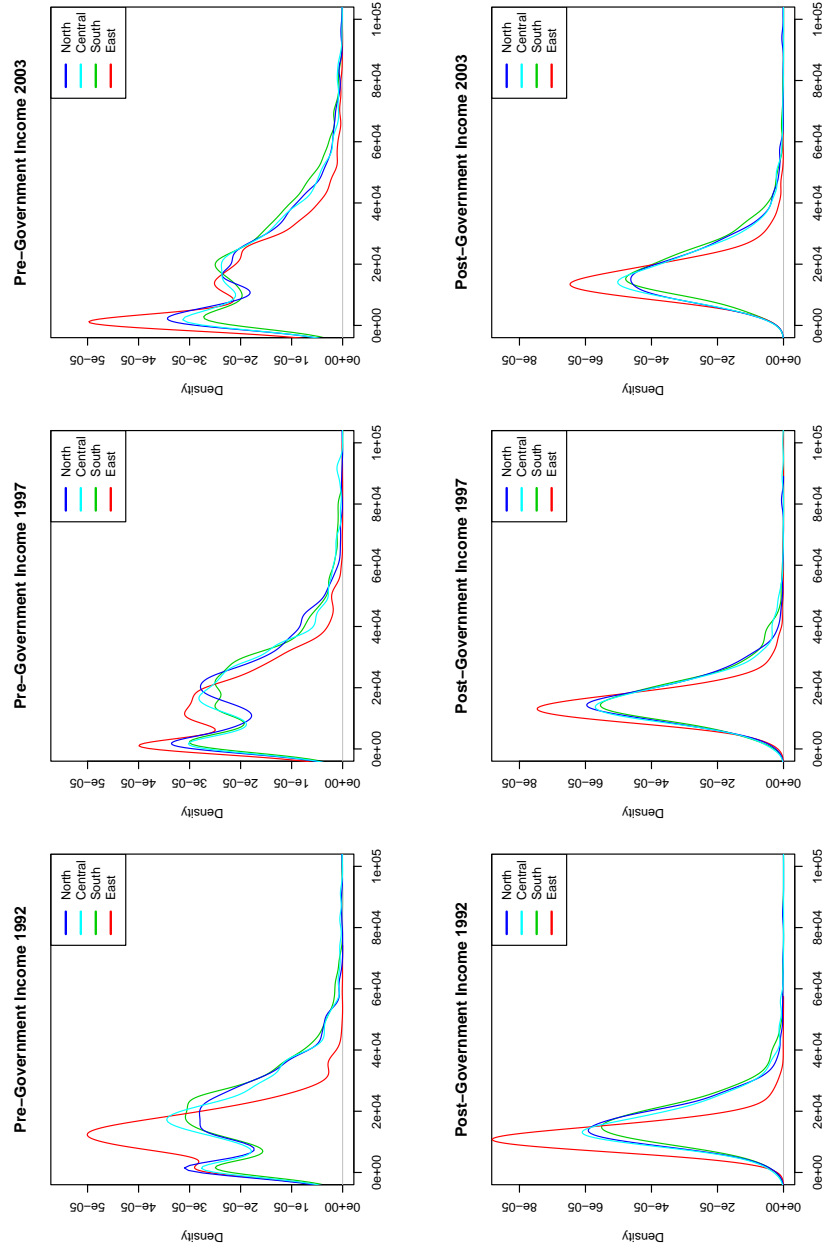 Pre−Government Income 1992
Density
5e−05
4e−05
3e−05
2e−05
1e−05
0e+00
0e+00 2e+04 4e+04 6e+04 8e+04 1e+05
North
Central
South
East
Pre−Government Income 1997
Density
5e−05
4e−05
3e−05
2e−05
1e−05
0e+00
0e+00 2e+04 4e+04 6e+04 8e+04 1e+05
North
Central
South
East
Pre−Government Income 2003
Density
5e−05
4e−05
3e−05
2e−05
1e−05
0e+00
0e+00 2e+04 4e+04 6e+04 8e+04 1e+05
North
Central
South
East
Post−Government Income 1992
Density
8e−05
6e−05
4e−05
2e−05
0e+00
0e+00 2e+04 4e+04 6e+04 8e+04 1e+05
North
Central
South
East
Post−Government Income 1997
Density
8e−05
6e−05
4e−05
2e−05
0e+00
0e+00 2e+04 4e+04 6e+04 8e+04 1e+05
North
Central
South
East
Post−Government Income 2003
Density
8e−05
6e−05
4e−05
2e−05
0e+00
0e+00 2e+04 4e+04 6e+04 8e+04 1e+05
North
Central
South
East